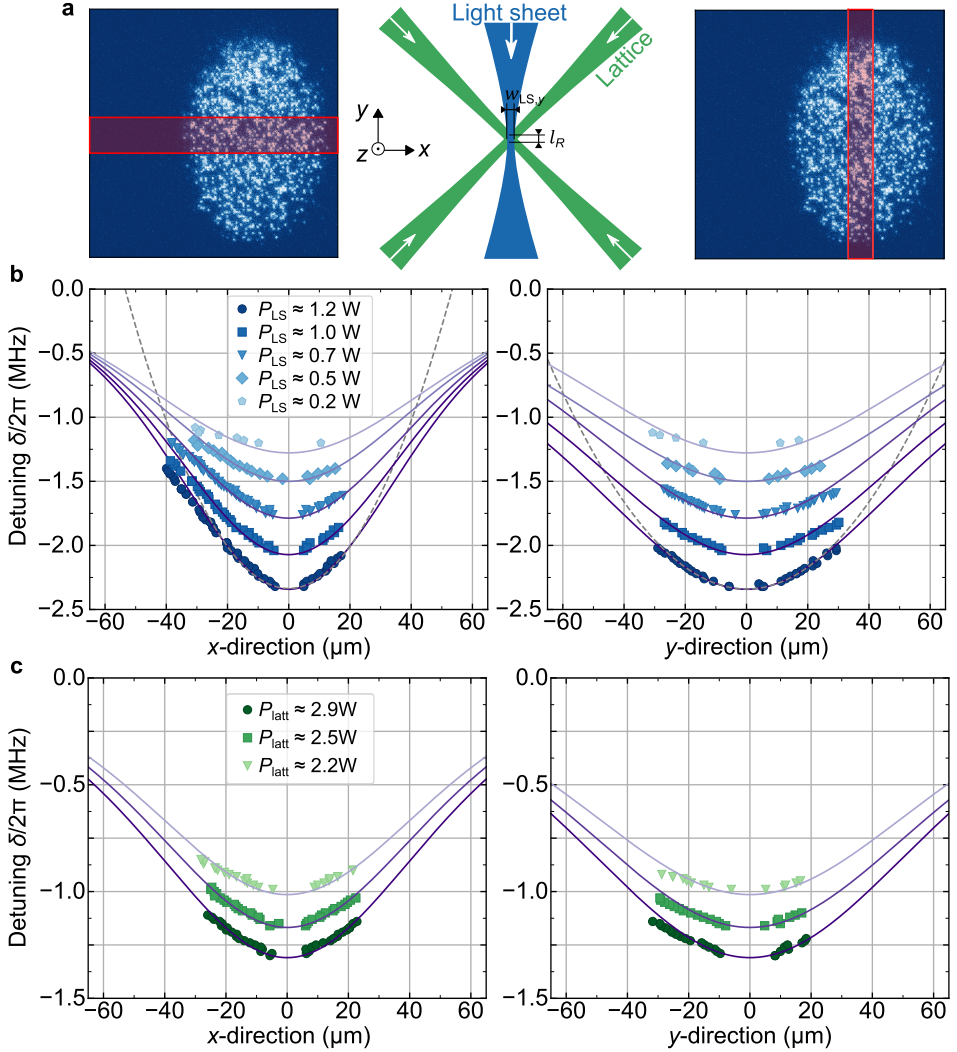 a
Light sheet
Lattice
w_LS,y
l_R
y
z
x
b
0.0
−0.5
−1.0
−1.5
−2.0
−2.5
Detuning δ/2π (MHz)
P_LS ≈ 1.2 W
P_LS ≈ 1.0 W
P_LS ≈ 0.7 W
P_LS ≈ 0.5 W
P_LS ≈ 0.2 W
−60 −40 −20 0 20 40 60
x-direction (μm)
0.0
−0.5
−1.0
−1.5
−2.0
−2.5
−60 −40 −20 0 20 40 60
y-direction (μm)
c
0.0
−0.5
−1.0
−1.5
Detuning δ/2π (MHz)
P_latt ≈ 2.9W
P_latt ≈ 2.5W
P_latt ≈ 2.2W
−60 −40 −20 0 20 40 60
x-direction (μm)
0.0
−0.5
−1.0
−1.5
−60 −40 −20 0 20 40 60
y-direction (μm)